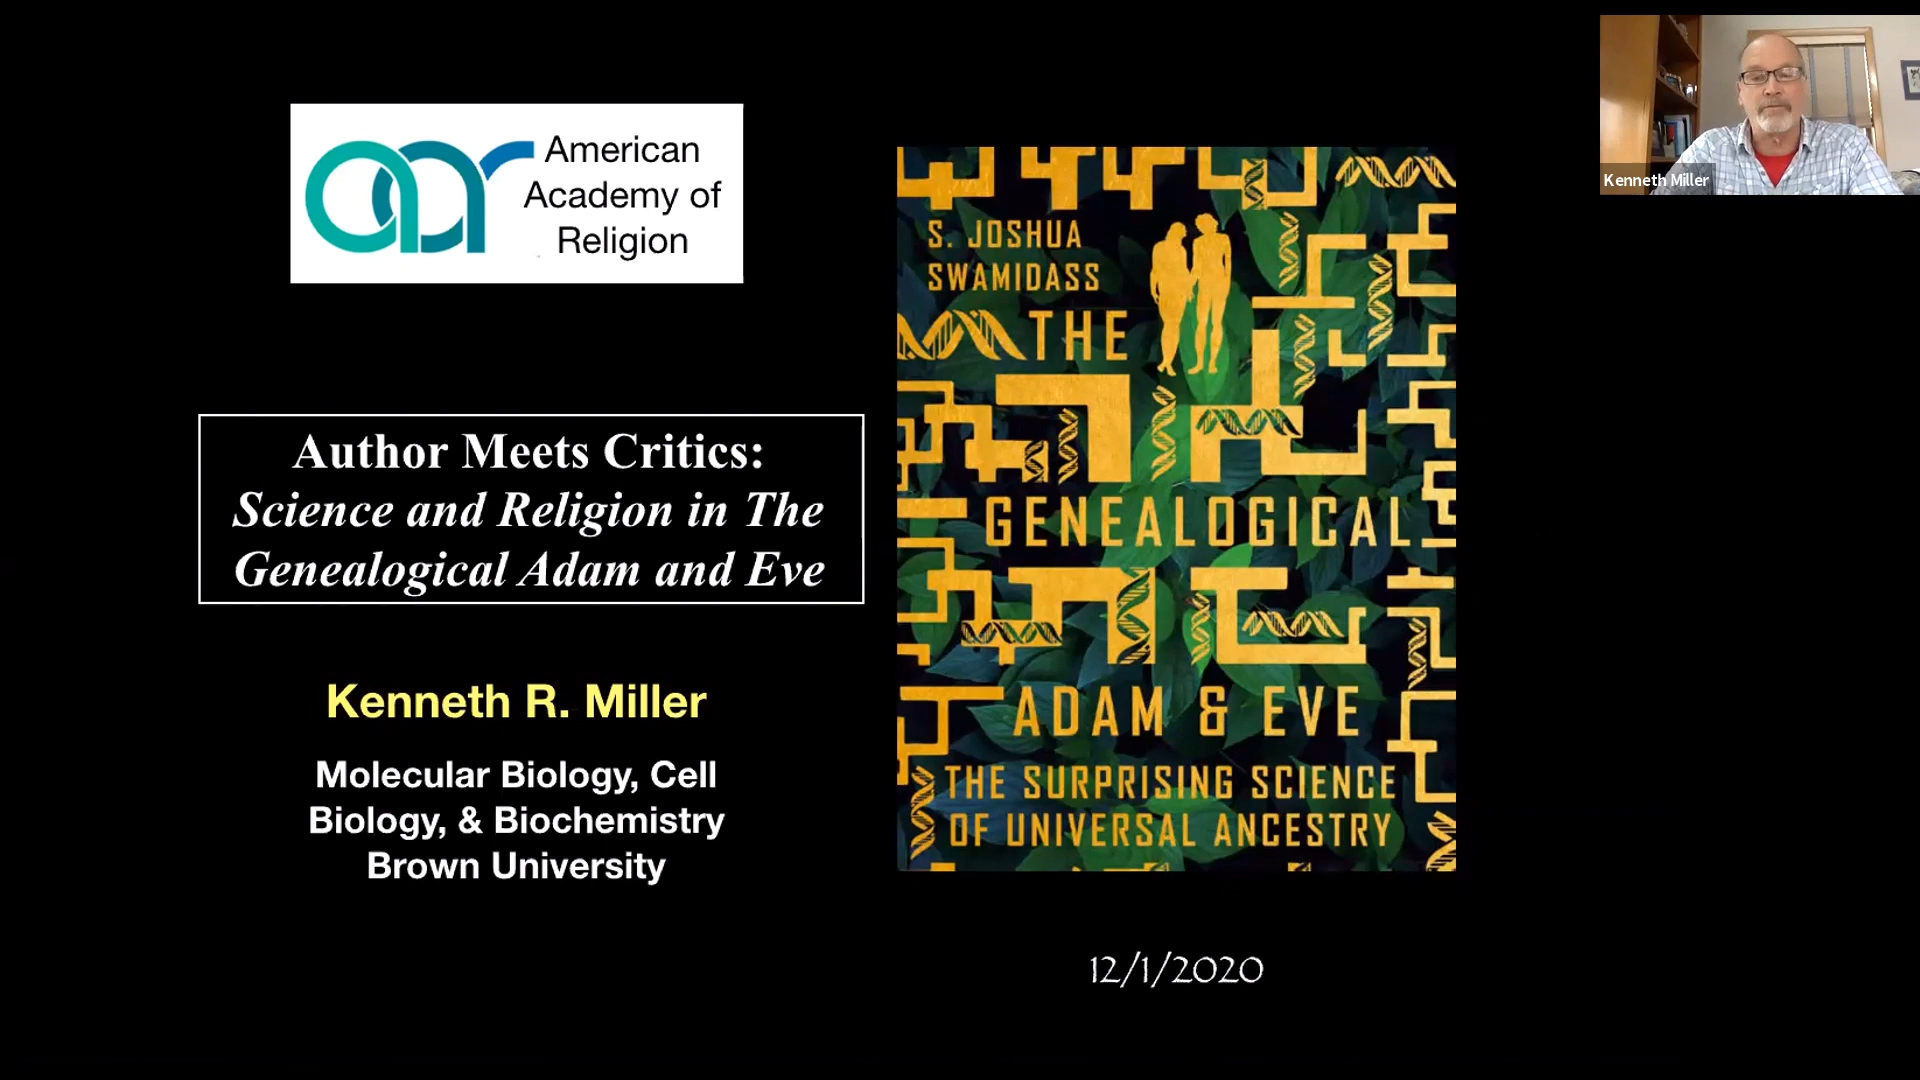 American
Academy of
Religion
Author Meets Critics:
Science and Religion in The
Genealogical Adam and Eve
Kenneth R. Miller
Molecular Biology, Cell
Biology, & Biochemistry
Brown University
S. JOSHUA
SWAMIDASS
THE
GENEALOGICAL
ADAM & EVE
THE SURPRISING SCIENCE
OF UNIVERSAL ANCESTRY
12/1/2020
Kenneth Miller